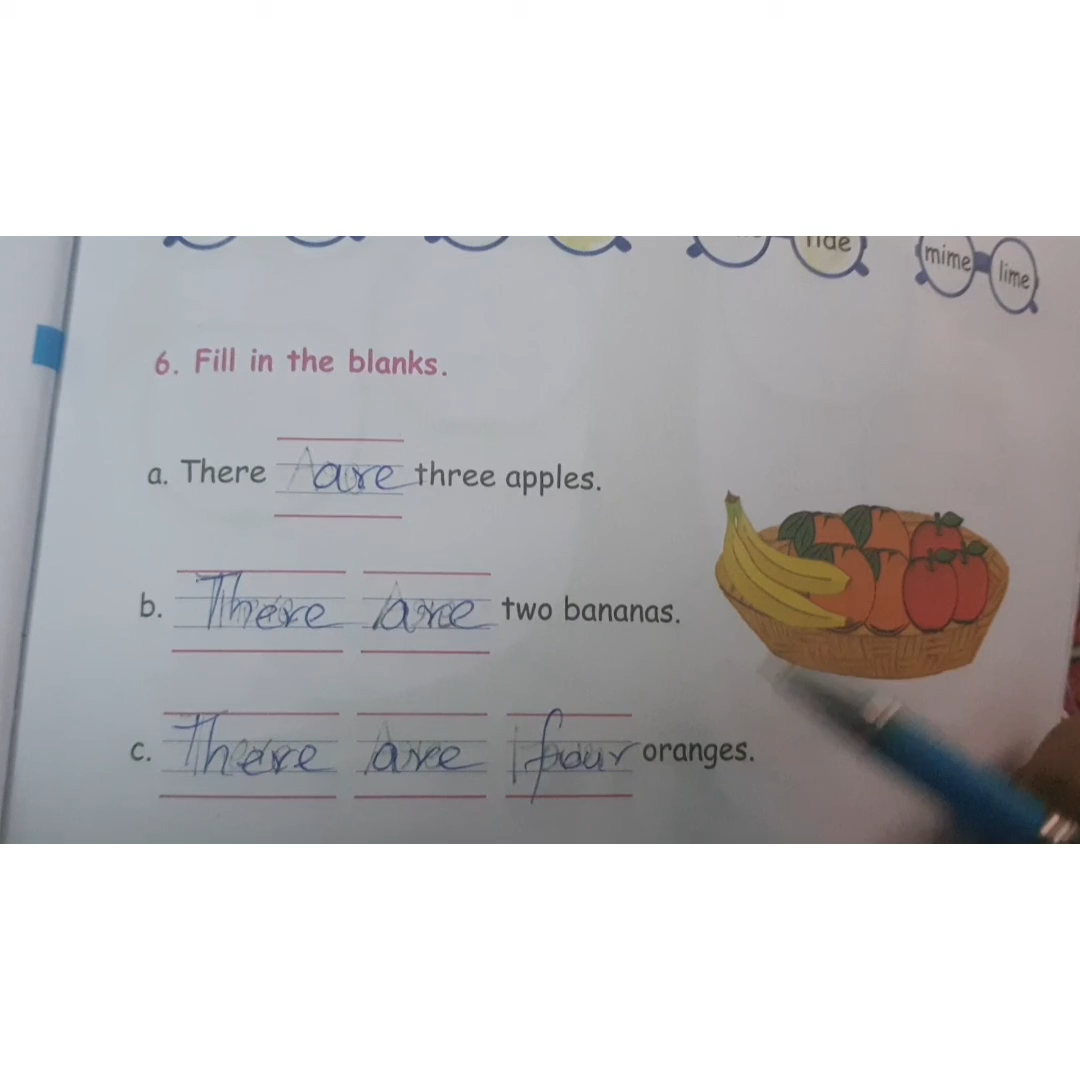 ride
mime lime
6. Fill in the blanks.
a. There are three apples.
b. There are two bananas.
c. There are four oranges.